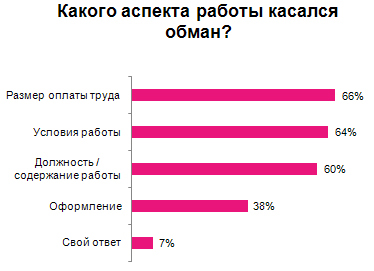 Какого аспекта работы касался
обман?
Размер оплаты труда 66%
Условия работы 64%
Должность /
содержание работы 60%
Оформление 38%
Свой ответ 7%